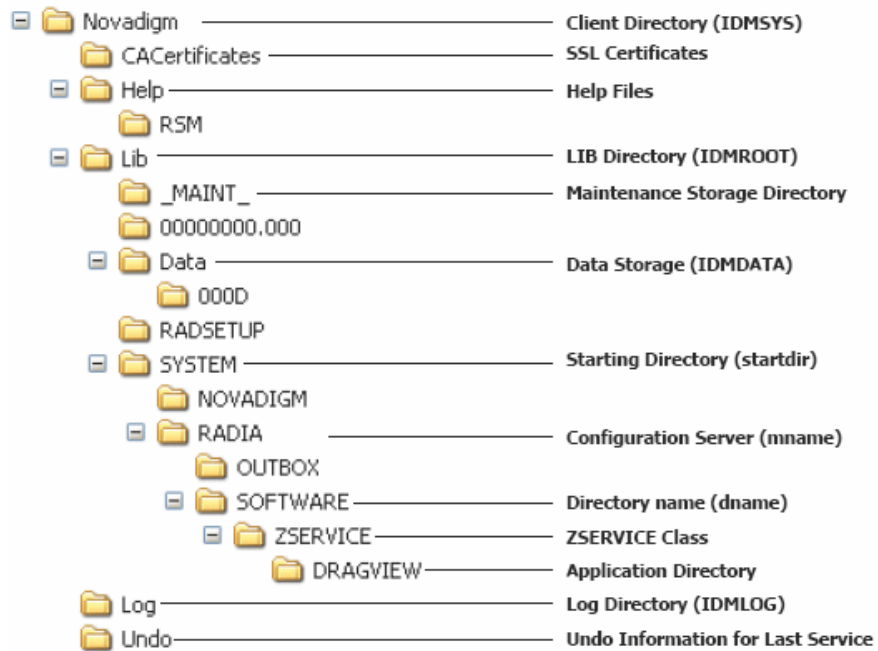 Novadigm Client Directory (IDMSYS)
CACertificates SSL Certificates
Help Help Files
RSM
Lib LIB Directory (IDMROOT)
_MAINT_ Maintenance Storage Directory
00000000.000
Data Data Storage (IDMDATA)
000D
RADSETUP
SYSTEM Starting Directory (startdir)
NOVADIGM
RADIA Configuration Server (mname)
OUTBOX
SOFTWARE Directory name (dname)
ZSERVICE ZSERVICE Class
DRAGVIEW Application Directory
Log Log Directory (IDMLOG)
Undo Undo Information for Last Service